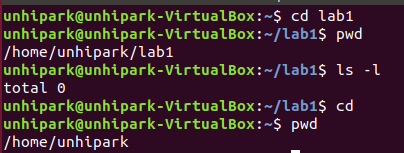 unhipark@unhipark-VirtualBox:~$ cd lab1
unhipark@unhipark-VirtualBox:~/lab1$ pwd
/home/unhipark/lab1
unhipark@unhipark-VirtualBox:~/lab1$ ls -l
total 0
unhipark@unhipark-VirtualBox:~/lab1$ cd
unhipark@unhipark-VirtualBox:~$ pwd
/home/unhipark